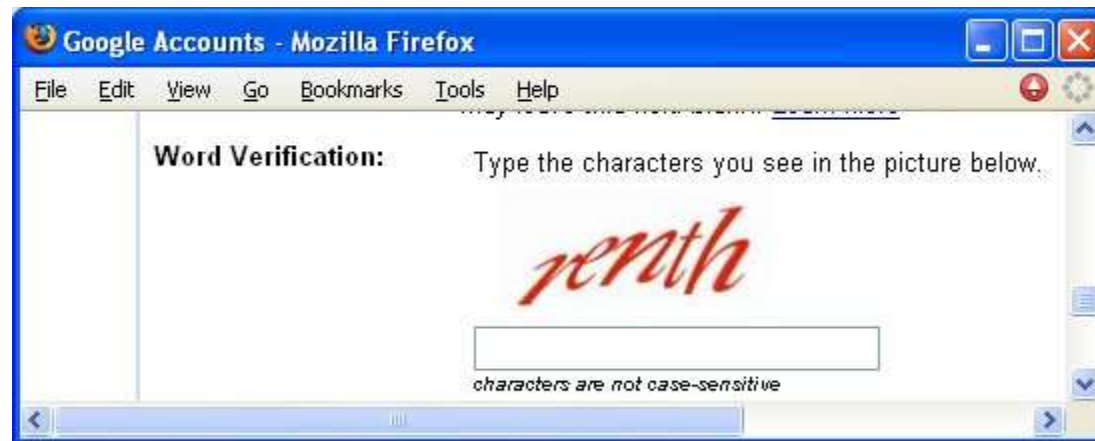 Google Accounts - Mozilla Firefox
File Edit View Go Bookmarks Tools Help
Word Verification: Type the characters you see in the picture below.
renth
characters are not case-sensitive